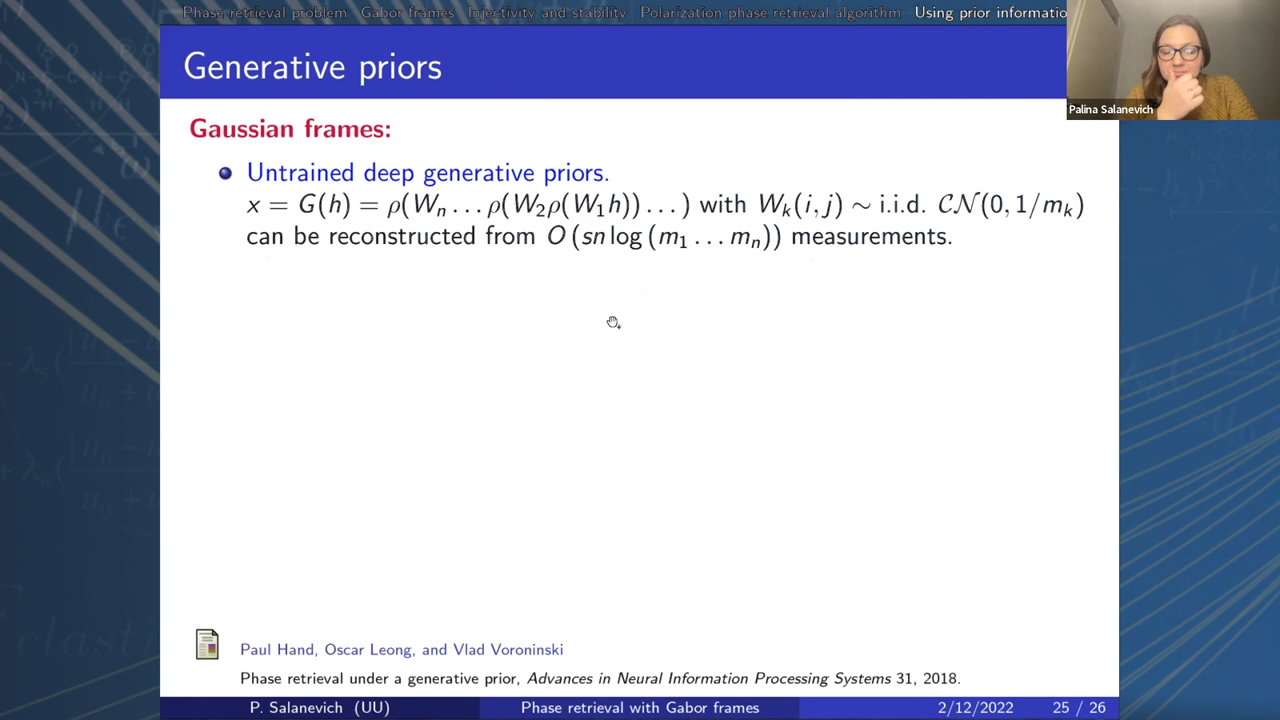 Phase retrieval problem Gabor frames Injectivity and stability Polarization phase retrieval algorithm Using prior informatio
Generative priors
Palina Salanevich
Gaussian frames:
Untrained deep generative priors.
x = G(h) = ρ(W_n … ρ(W_2ρ(W_1h)) … ) with W_k(i, j) ∼ i.i.d. 𝒞𝒩(0, 1/m_k)
can be reconstructed from O (sn log (m_1 … m_n)) measurements.
Paul Hand, Oscar Leong, and Vlad Voroninski
Phase retrieval under a generative prior, Advances in Neural Information Processing Systems 31, 2018.
P. Salanevich (UU) Phase retrieval with Gabor frames 2/12/2022 25 / 26